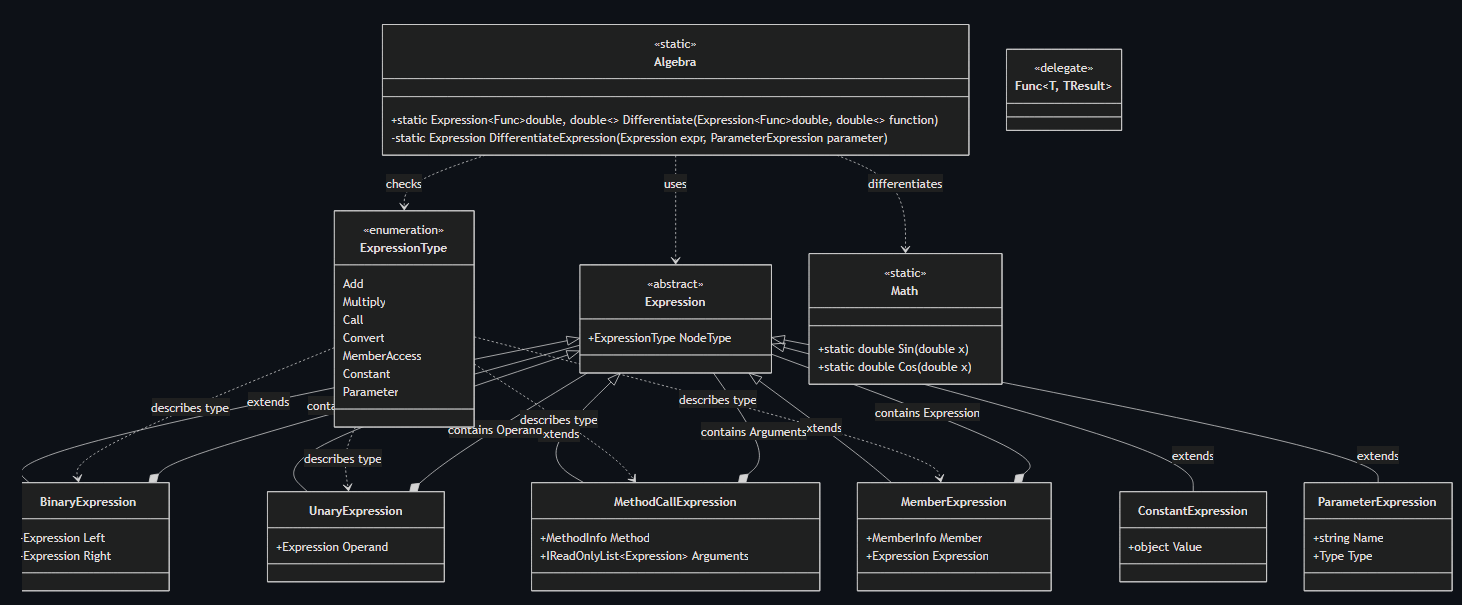 «static»
Algebra
+static Expression<Func>double, double<> Differentiate(Expression<Func>double, double<> function)
-static Expression DifferentiateExpression(Expression expr, ParameterExpression parameter)
«delegate»
Func<T, TResult>
checks
uses
differentiates
«enumeration»
ExpressionType
Add
Multiply
Call
Convert
MemberAccess
Constant
Parameter
«abstract»
Expression
+ExpressionType NodeType
«static»
Math
+static double Sin(double x)
+static double Cos(double x)
describes type
extends
conta
describes type
contains Operand
describes type
xtends
describes type
contains Arguments
xtends
contains Expression
extends
extends
BinaryExpression
Expression Left
Expression Right
UnaryExpression
+Expression Operand
MethodCallExpression
+MethodInfo Method
+IReadOnlyList<Expression> Arguments
MemberExpression
+MemberInfo Member
+Expression Expression
ConstantExpression
+object Value
ParameterExpression
+string Name
+Type Type